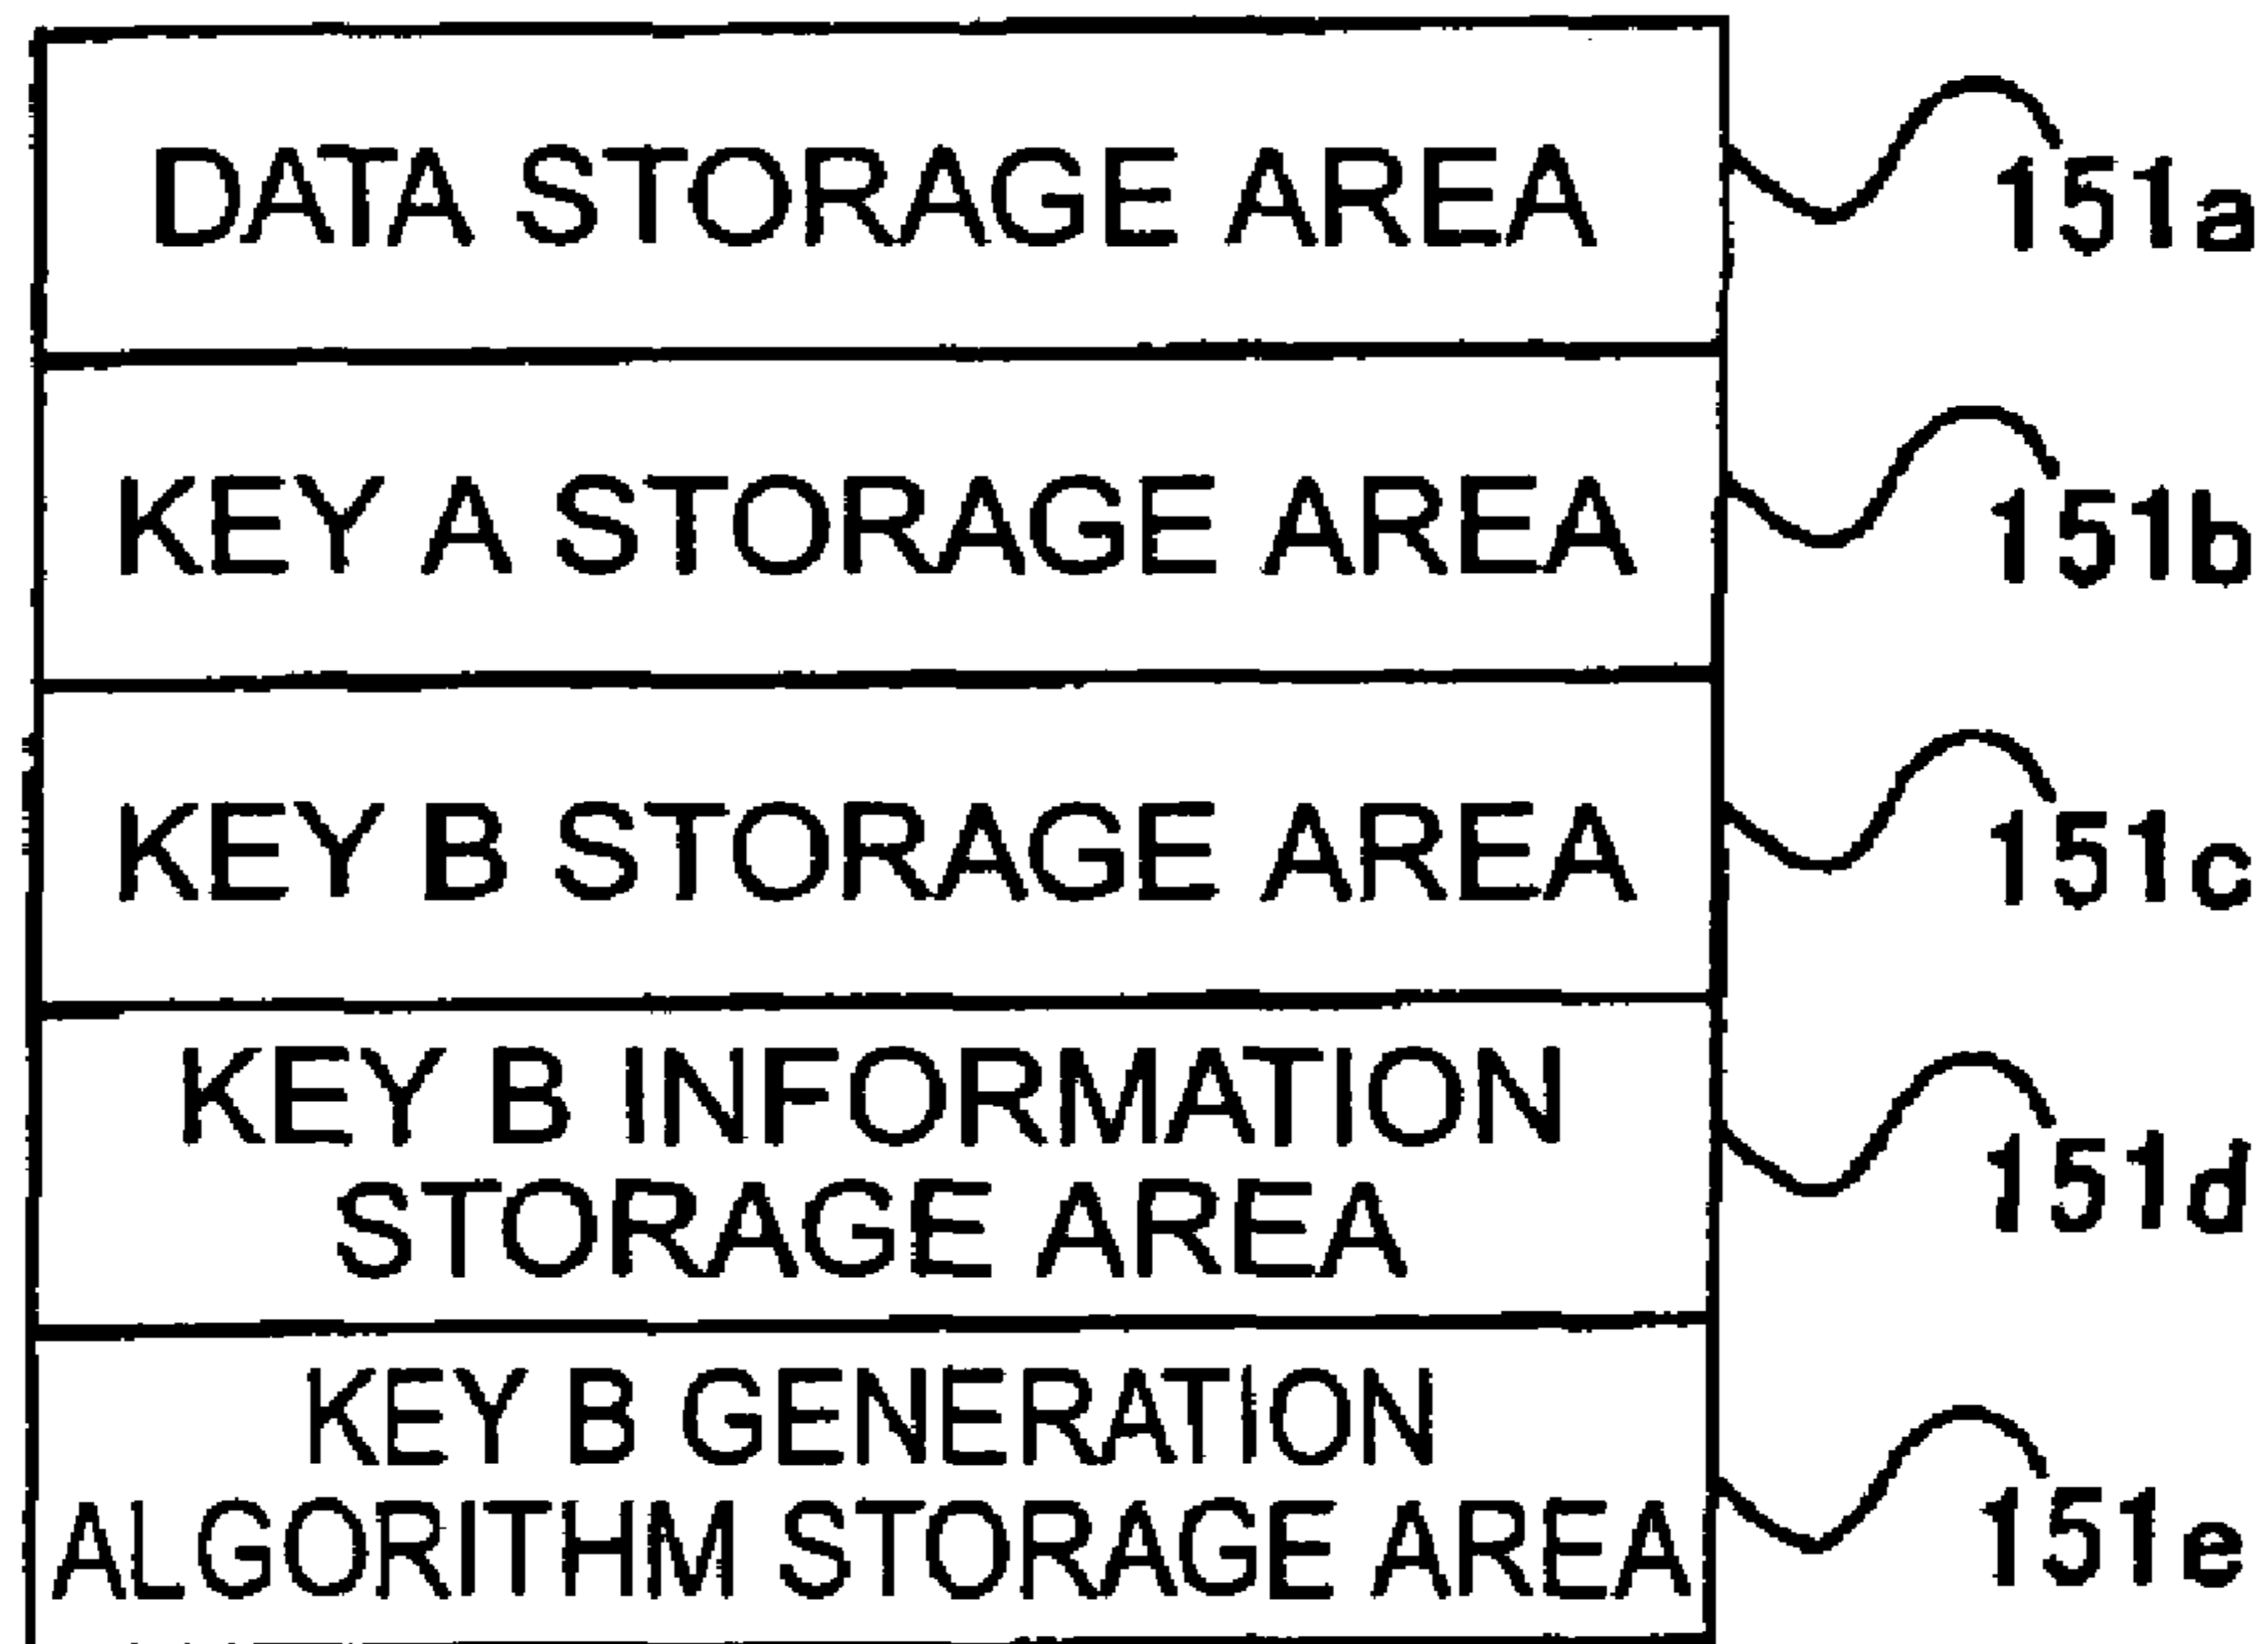 DATA STORAGE AREA
151a
KEY A STORAGE AREA
151b
KEY B STORAGE AREA
151c
KEY B INFORMATION
STORAGE AREA
151d
KEY B GENERATION
ALGORITHM STORAGE AREA
151e